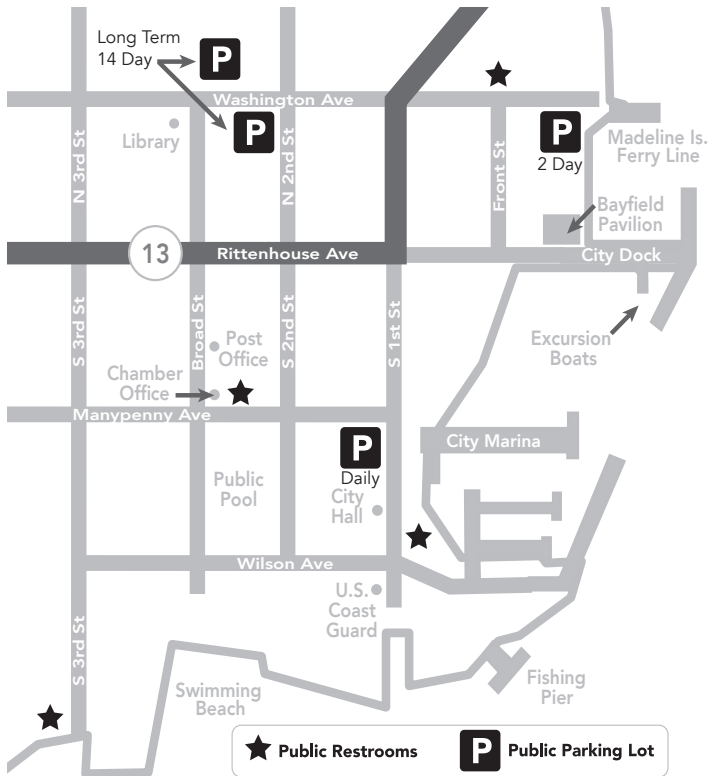 Long Term
14 Day
P
P
Washington Ave
Library
N 3rd St
N 2nd St
Front St
P
2 Day
Madeline Is.
Ferry Line
Bayfield
Pavilion
13
Rittenhouse Ave
City Dock
S 3rd St
Broad St
S 2nd St
S 1st St
Post
Office
Excursion
Boats
Chamber
Office
Manypenny Ave
P
Daily
City Marina
Public
Pool
City
Hall
Wilson Ave
U.S.
Coast
Guard
S 3rd St
Swimming
Beach
Fishing
Pier
Public Restrooms
P
Public Parking Lot